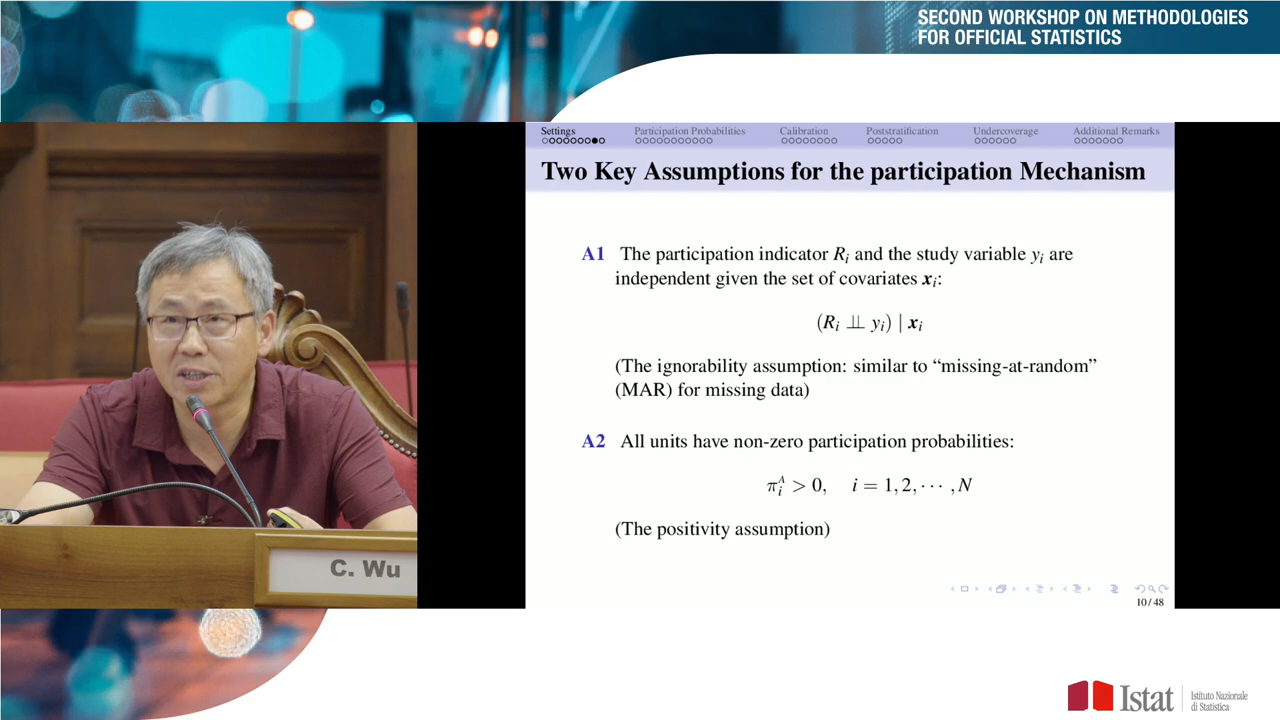 SECOND WORKSHOP ON METHODOLOGIES
FOR OFFICIAL STATISTICS
Settings Participation Probabilities Calibration Poststratification Undercoverage Additional Remarks
Two Key Assumptions for the participation Mechanism
A1 The participation indicator Rᵢ and the study variable yᵢ are
independent given the set of covariates xᵢ:
(Rᵢ ⫫ yᵢ) | xᵢ
(The ignorability assumption: similar to “missing-at-random”
(MAR) for missing data)
A2 All units have non-zero participation probabilities:
πᵢᴬ > 0, i = 1, 2, · · · , N
(The positivity assumption)
10 / 48
C. Wu
Istat
Istituto Nazionale
di Statistica